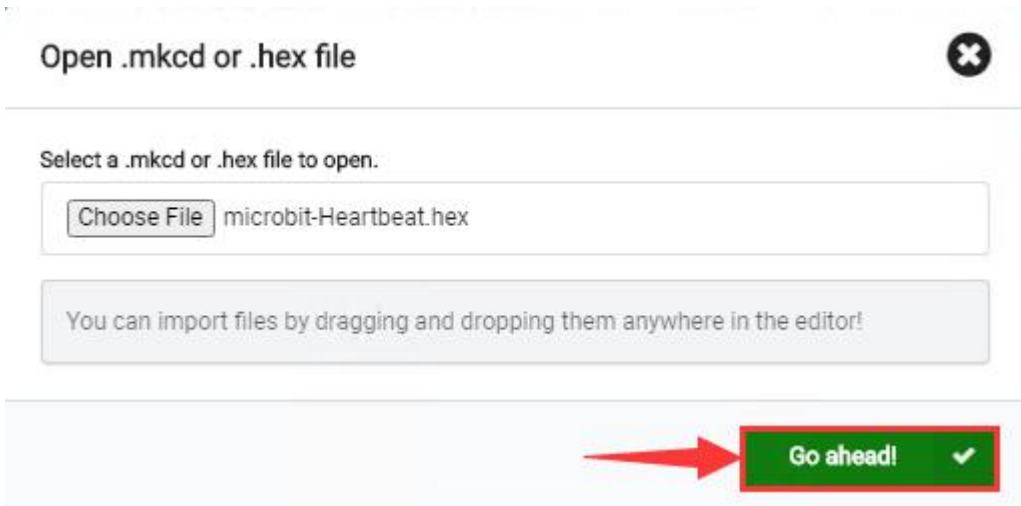 Open .mkcd or .hex file
Select a .mkcd or .hex file to open.
Choose File microbit-Heartbeat.hex
You can import files by dragging and dropping them anywhere in the editor!
Go ahead!